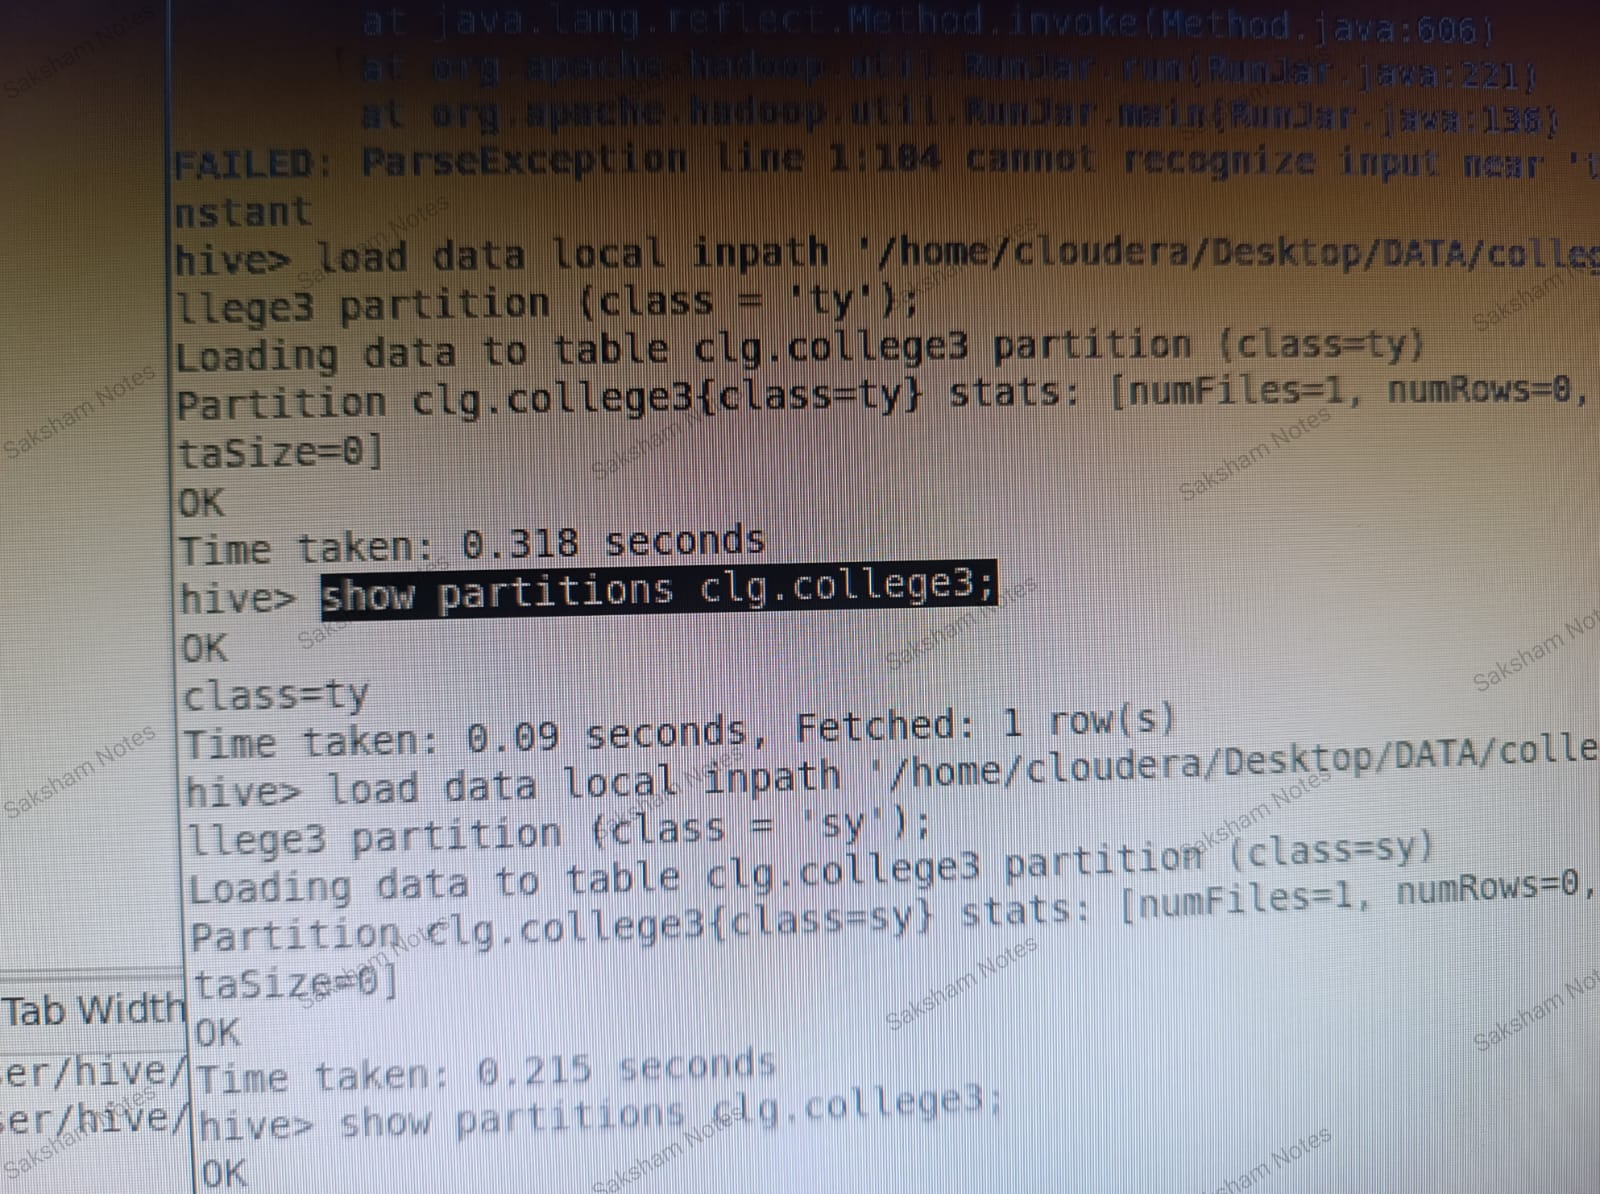 at java.lang.reflect.Method.invoke(Method.java:606)
at org.apache.hadoop.util.RunJar.run(RunJar.java:221)
at org.apache.hadoop.util.RunJar.main(RunJar.java:136)
FAILED: ParseException line 1:184 cannot recognize input near 't
nstant
hive> load data local inpath '/home/cloudera/Desktop/DATA/colleg
llege3 partition (class = 'ty');
Loading data to table clg.college3 partition (class=ty)
Partition clg.college3{class=ty} stats: [numFiles=1, numRows=0,
taSize=0]
OK
Time taken: 0.318 seconds
hive> show partitions clg.college3;
OK
class=ty
Time taken: 0.09 seconds, Fetched: 1 row(s)
hive> load data local inpath '/home/cloudera/Desktop/DATA/colle
llege3 partition (class = 'sy');
Loading data to table clg.college3 partition (class=sy)
Partition clg.college3{class=sy} stats: [numFiles=1, numRows=0,
taSize=0]
OK
Time taken: 0.215 seconds
hive> show partitions clg.college3;
OK
Tab Width
er/hive/
er/hive/
Saksham Notes